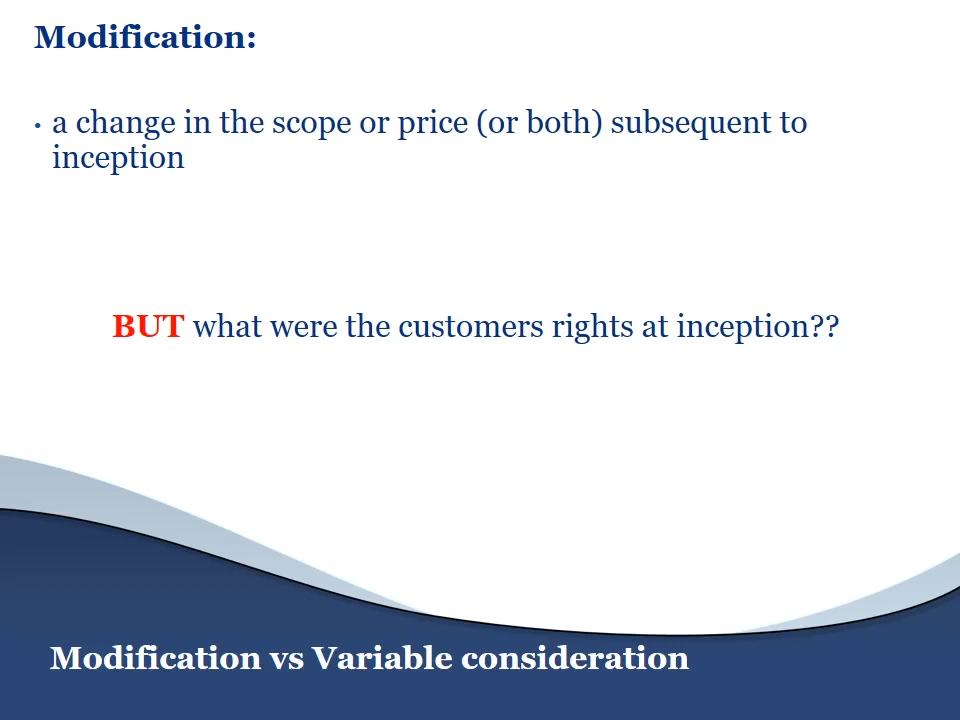 Modification:
• a change in the scope or price (or both) subsequent to
inception
BUT what were the customers rights at inception??
Modification vs Variable consideration